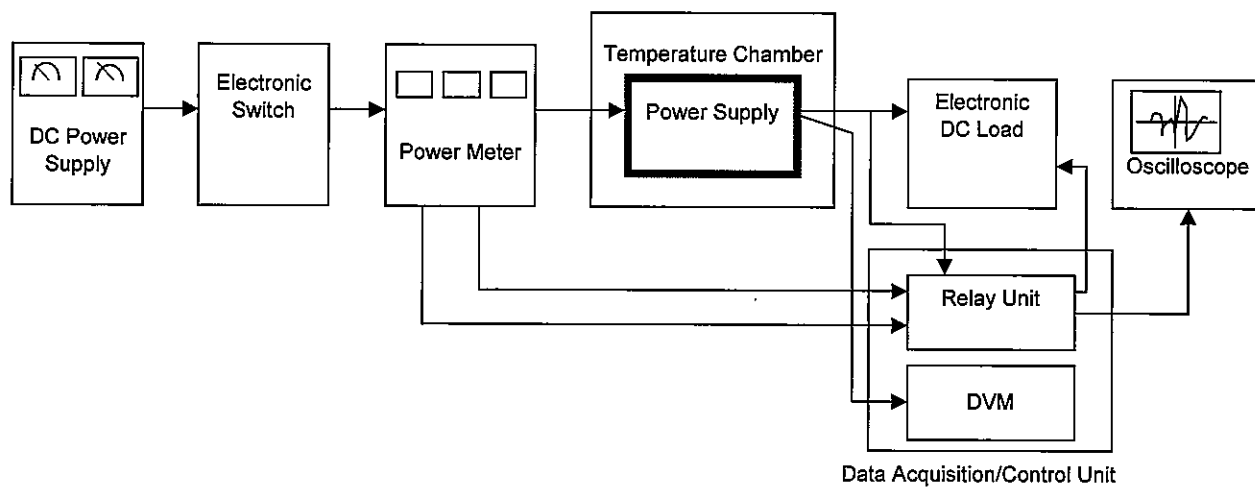 DC Power
Supply
Electronic
Switch
Power Meter
Temperature Chamber
Power Supply
Electronic
DC Load
Oscilloscope
Relay Unit
DVM
Data Acquisition/Control Unit